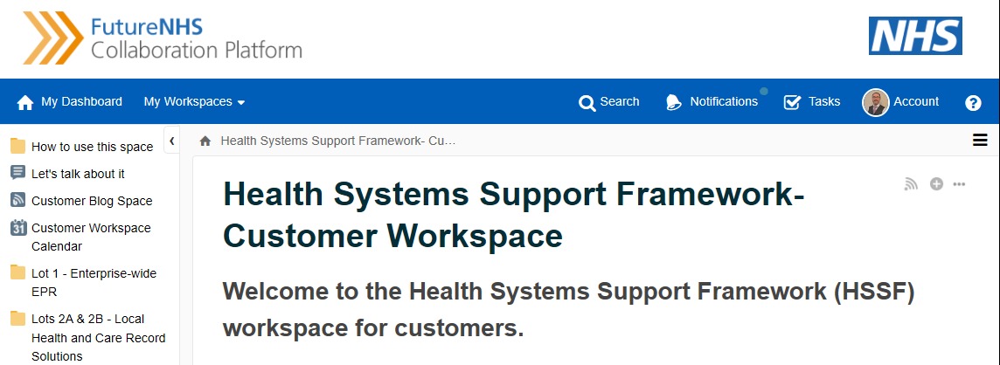 FutureNHS
Collaboration Platform
NHS
My Dashboard
My Workspaces
Search
Notifications
Tasks
Account
?
How to use this space
Let's talk about it
Customer Blog Space
31
Customer Workspace
Calendar
Lot 1 - Enterprise-wide
EPR
Lots 2A & 2B - Local
Health and Care Record
Solutions
Health Systems Support Framework- Cu...
Health Systems Support Framework-
Customer Workspace
Welcome to the Health Systems Support Framework (HSSF)
workspace for customers.